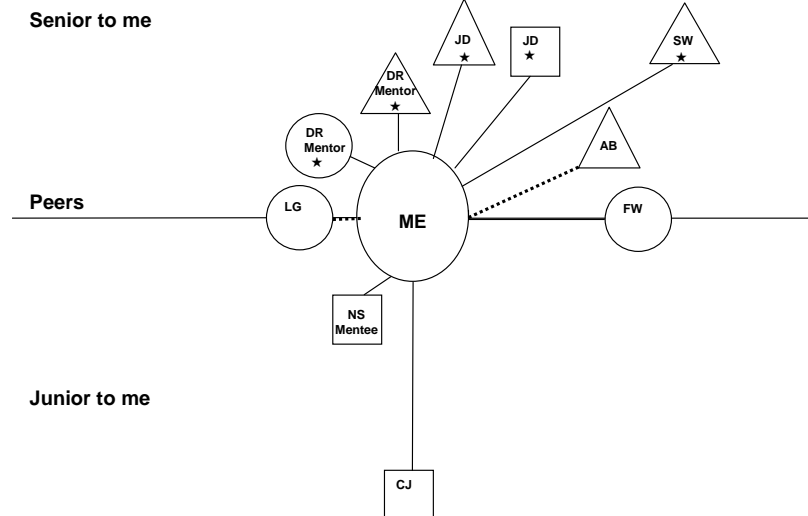 Senior to me
JD
★
JD
★
SW
★
DR
Mentor
★
DR
Mentor
★
AB
Peers
LG
ME
FW
NS
Mentee
Junior to me
CJ